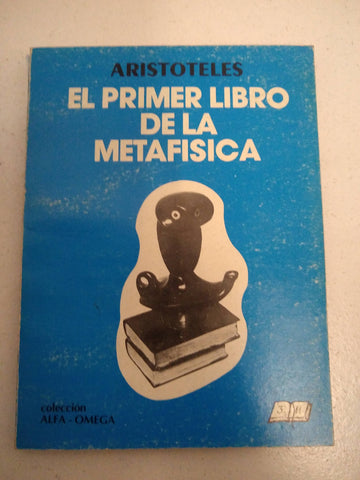 ARISTOTELES
EL PRIMER LIBRO
DE LA
METAFISICA
colección
ALFA - OMEGA